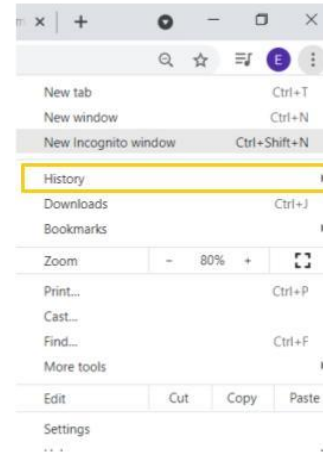 New tab Ctrl+T
New window Ctrl+N
New Incognito window Ctrl+Shift+N
History
Downloads Ctrl+J
Bookmarks
Zoom - 80% +
Print... Ctrl+P
Cast...
Find... Ctrl+F
More tools
Edit Cut Copy Paste
Settings